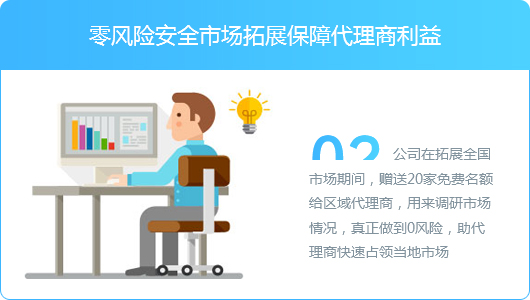 零风险安全市场拓展保障代理商利益
02
公司在拓展全国
市场期间，赠送20家免费名额
给区域代理商，用来调研市场
情况，真正做到0风险，助代
理商快速占领当地市场